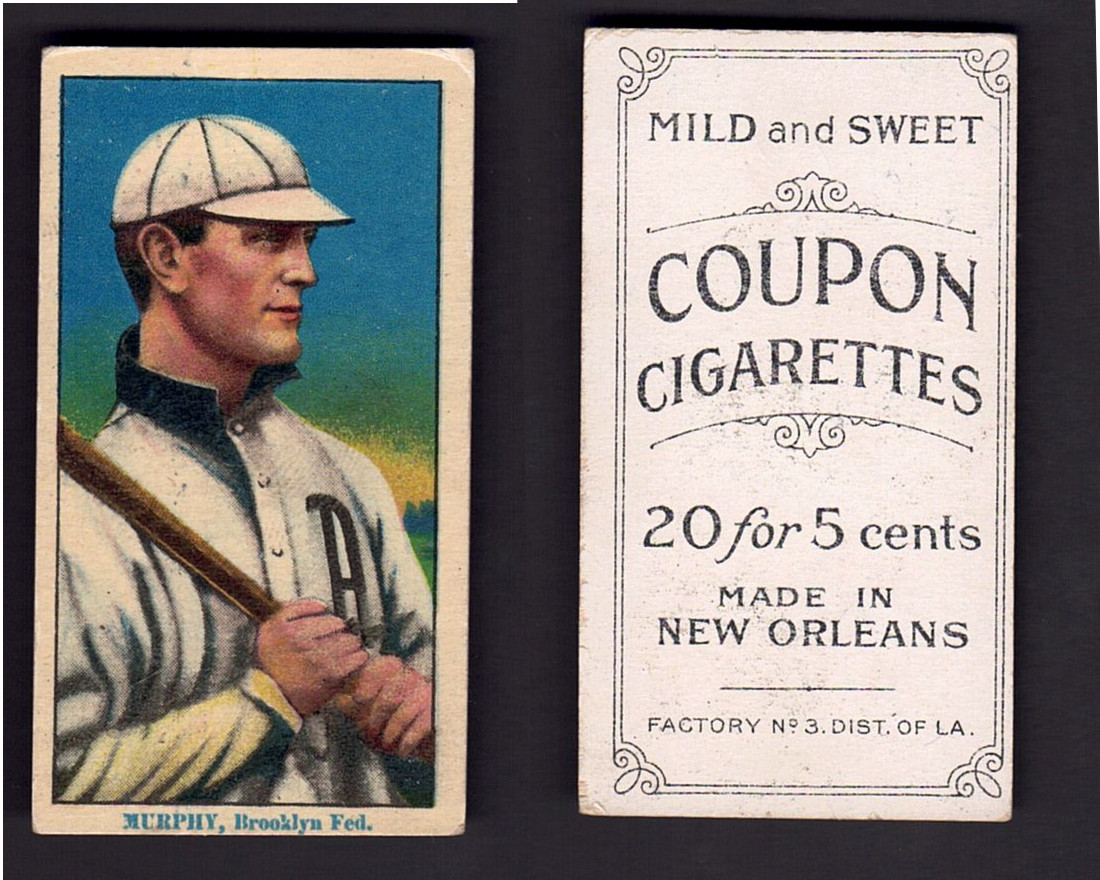 A
MURPHY, Brooklyn Fed.
MILD and SWEET
COUPON
CIGARETTES
20 for 5 cents
MADE IN
NEW ORLEANS
FACTORY Nº 3. DIST. OF LA.